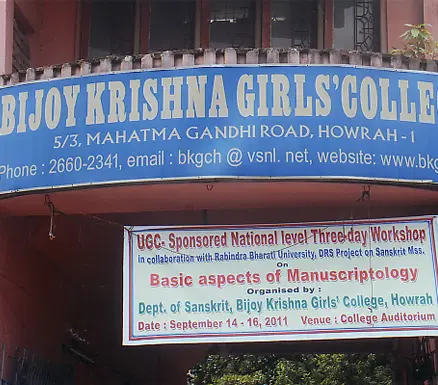 BIJOY KRISHNA GIRLS' COLLE
5/3, MAHATMA GANDHI ROAD, HOWRAH - 1
Phone : 2660-2341, email : bkgch @ vsnl. net, website: www.bkg
UGC- Sponsored National level Three-day Workshop
in collaboration with Rabindra Bharati University, DRS Project on Sanskrit Mss.
On
Basic aspects of Manuscriptology
Organised by :
Dept. of Sanskrit, Bijoy Krishna Girls' College, Howrah
Date : September 14 - 16, 2011 Venue : College Auditorium